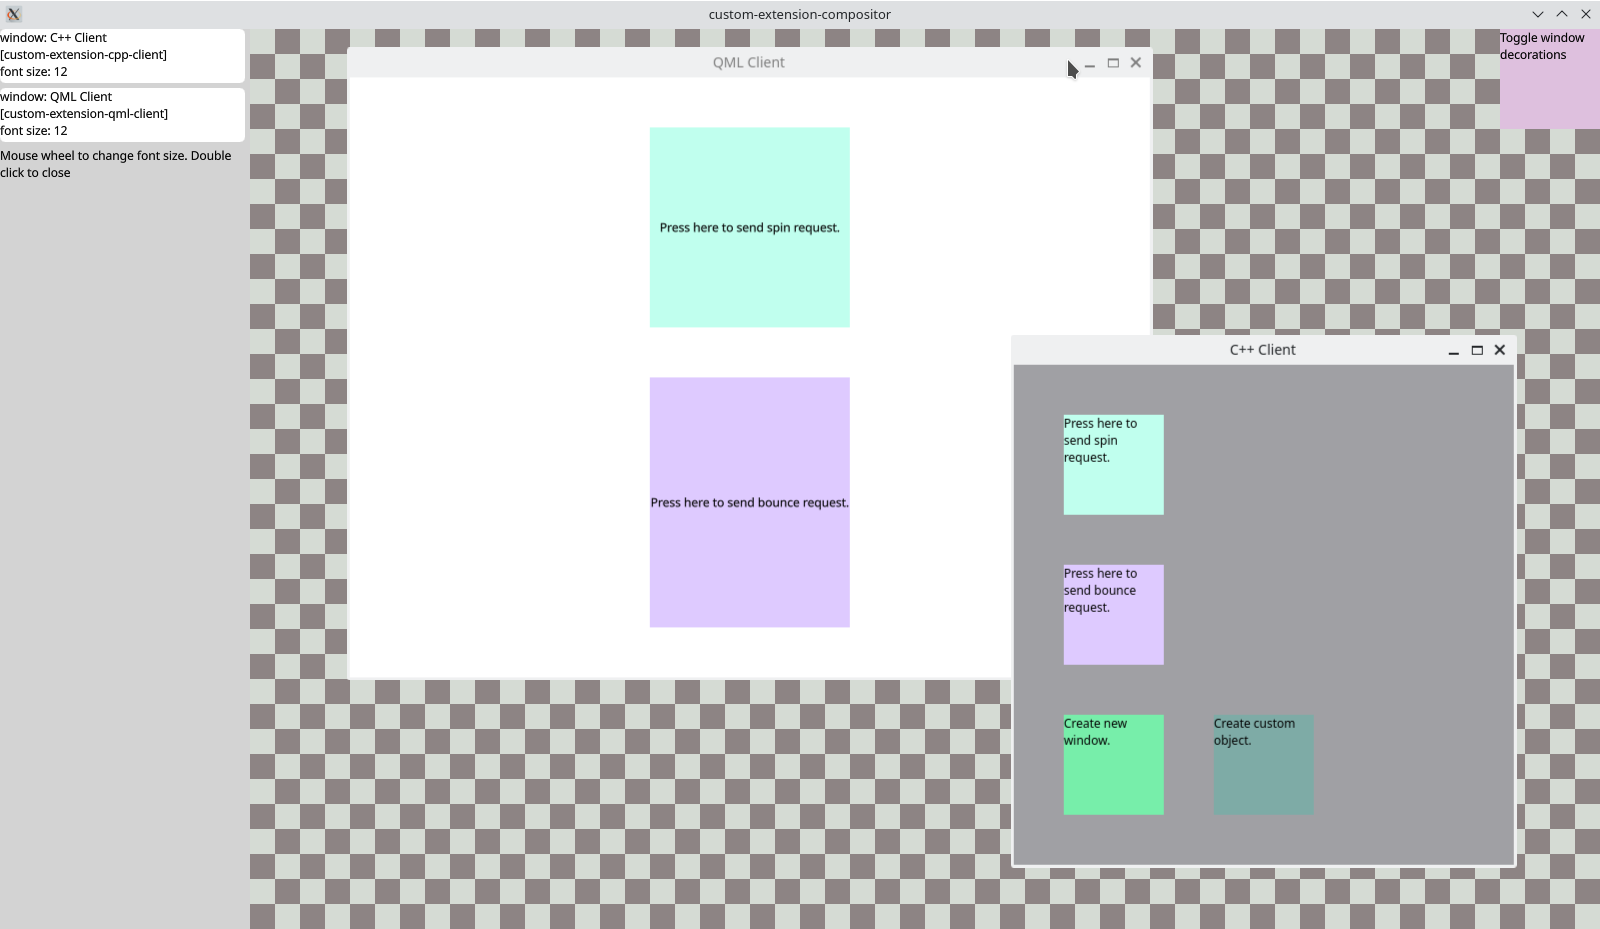 custom-extension-compositor
window: C++ Client
[custom-extension-cpp-client]
font size: 12
window: QML Client
[custom-extension-qml-client]
font size: 12
Mouse wheel to change font size. Double
click to close
QML Client
Press here to send spin request.
Press here to send bounce request.
Toggle window
decorations
C++ Client
Press here to
send spin
request.
Press here to
send bounce
request.
Create new
window.
Create custom
object.